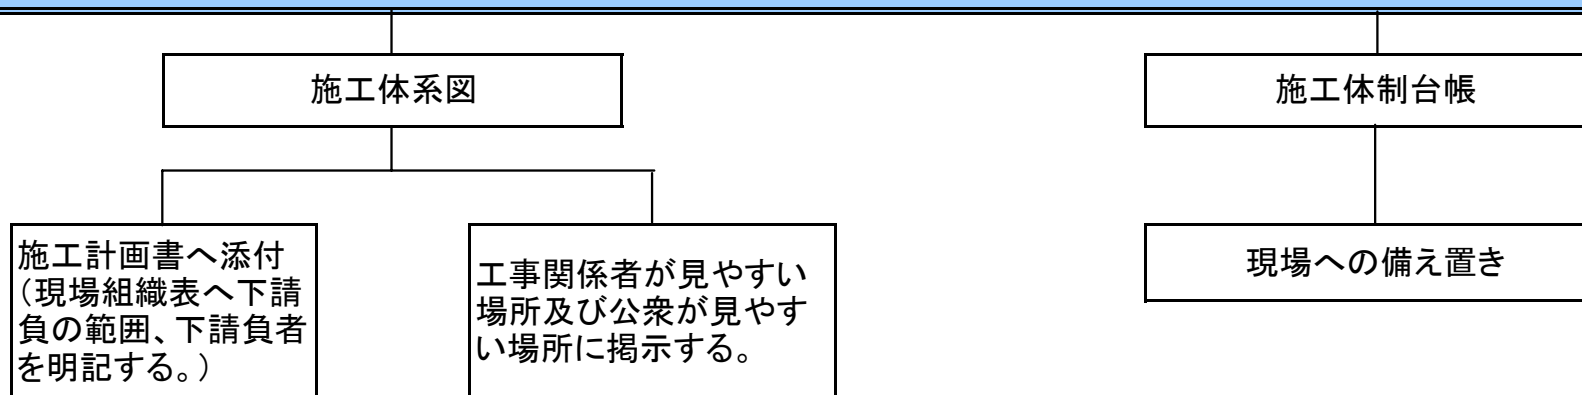 施工体系図
施工体制台帳
施工計画書へ添付
（現場組織表へ下請
負の範囲、下請負者
を明記する。）
工事関係者が見やすい
場所及び公衆が見やす
い場所に掲示する。
現場への備え置き